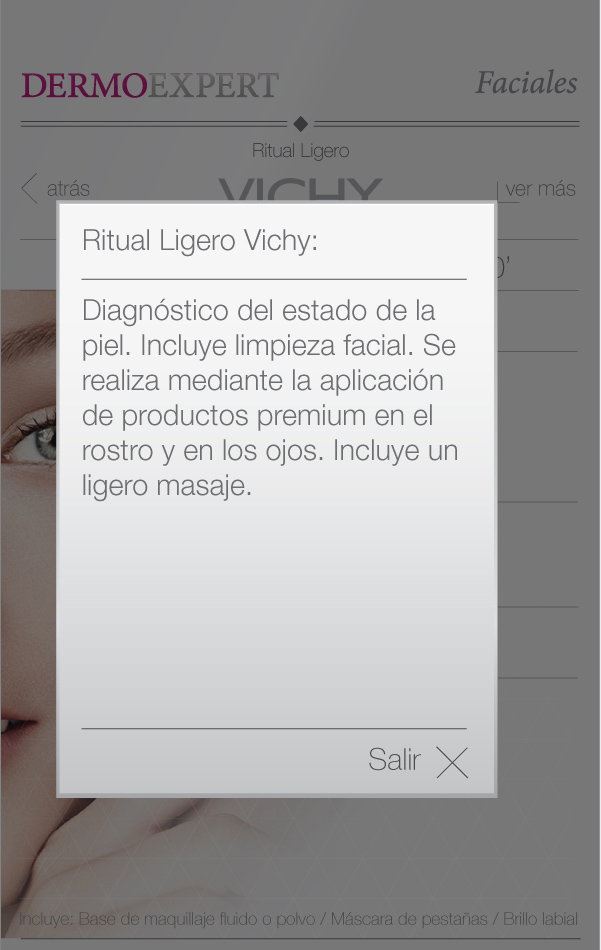 DERMOEXPERT
Faciales
Ritual Ligero
atrás
VICHY
ver más
Ritual Ligero Vichy:
Diagnóstico del estado de la
piel. Incluye limpieza facial. Se
realiza mediante la aplicación
de productos premium en el
rostro y en los ojos. Incluye un
ligero masaje.
Salir
Incluye: Base de maquillaje fluido o polvo / Máscara de pestañas / Brillo labial